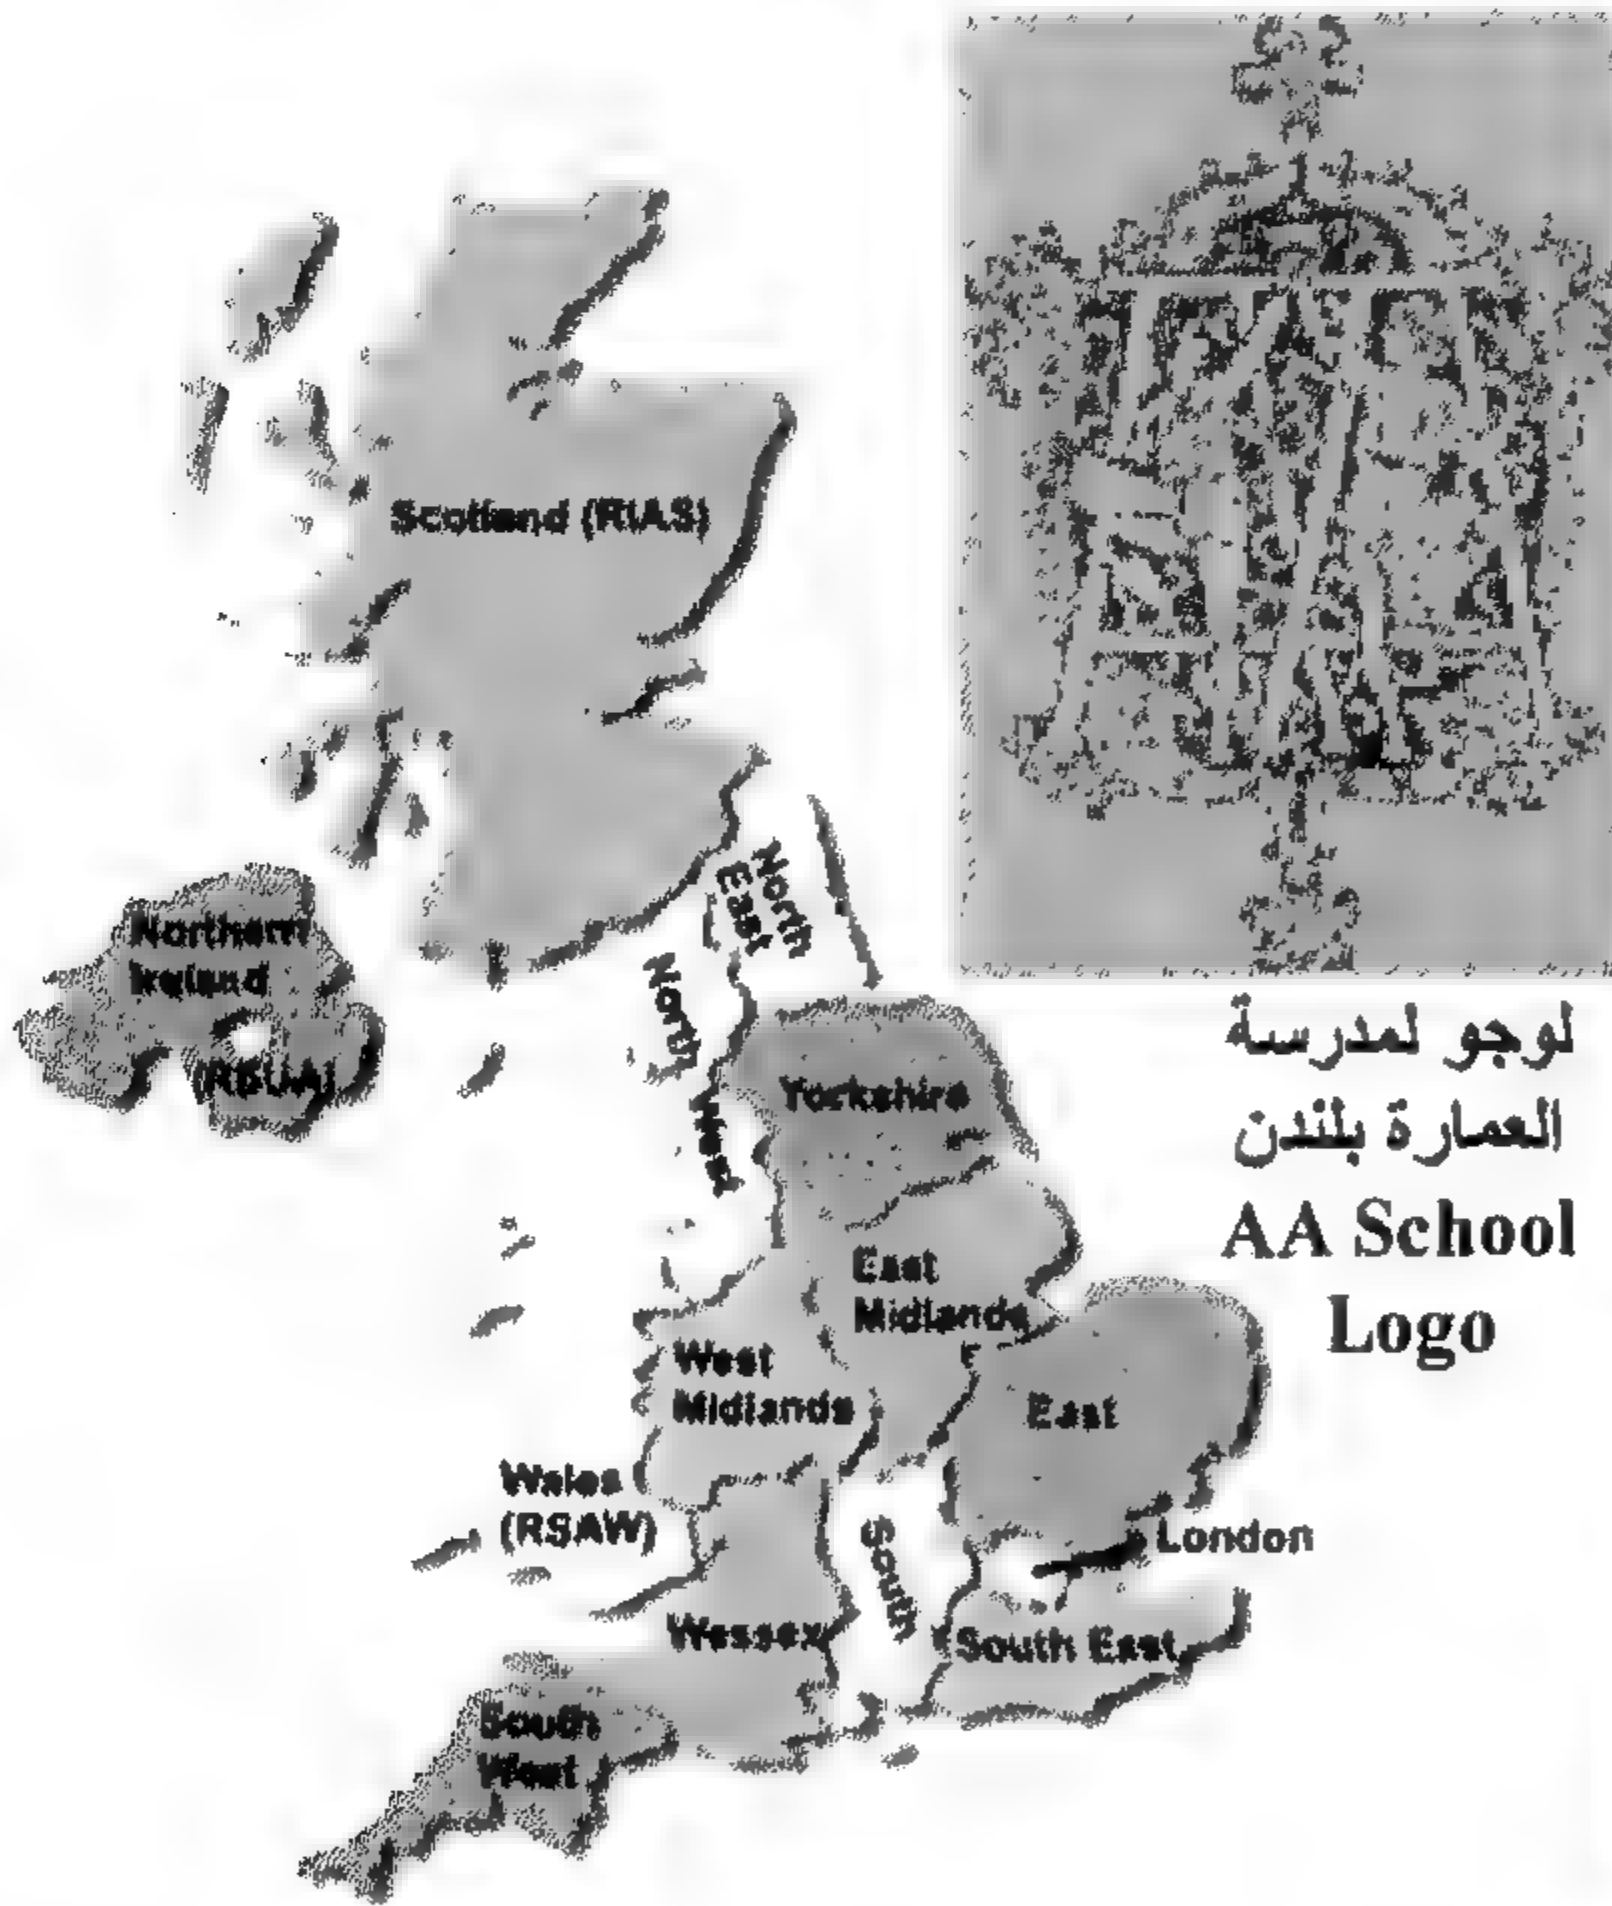 Scotland (RIAS)
North
East
Northern
Ireland
(RSUA)
North West
Yorkshire
لوجو لمدرسة
العمارة بلندن
AA School
Logo
East
Midlands
West
Midlands
East
Wales
(RSAW)
London
South
Wessex
South East
South
West